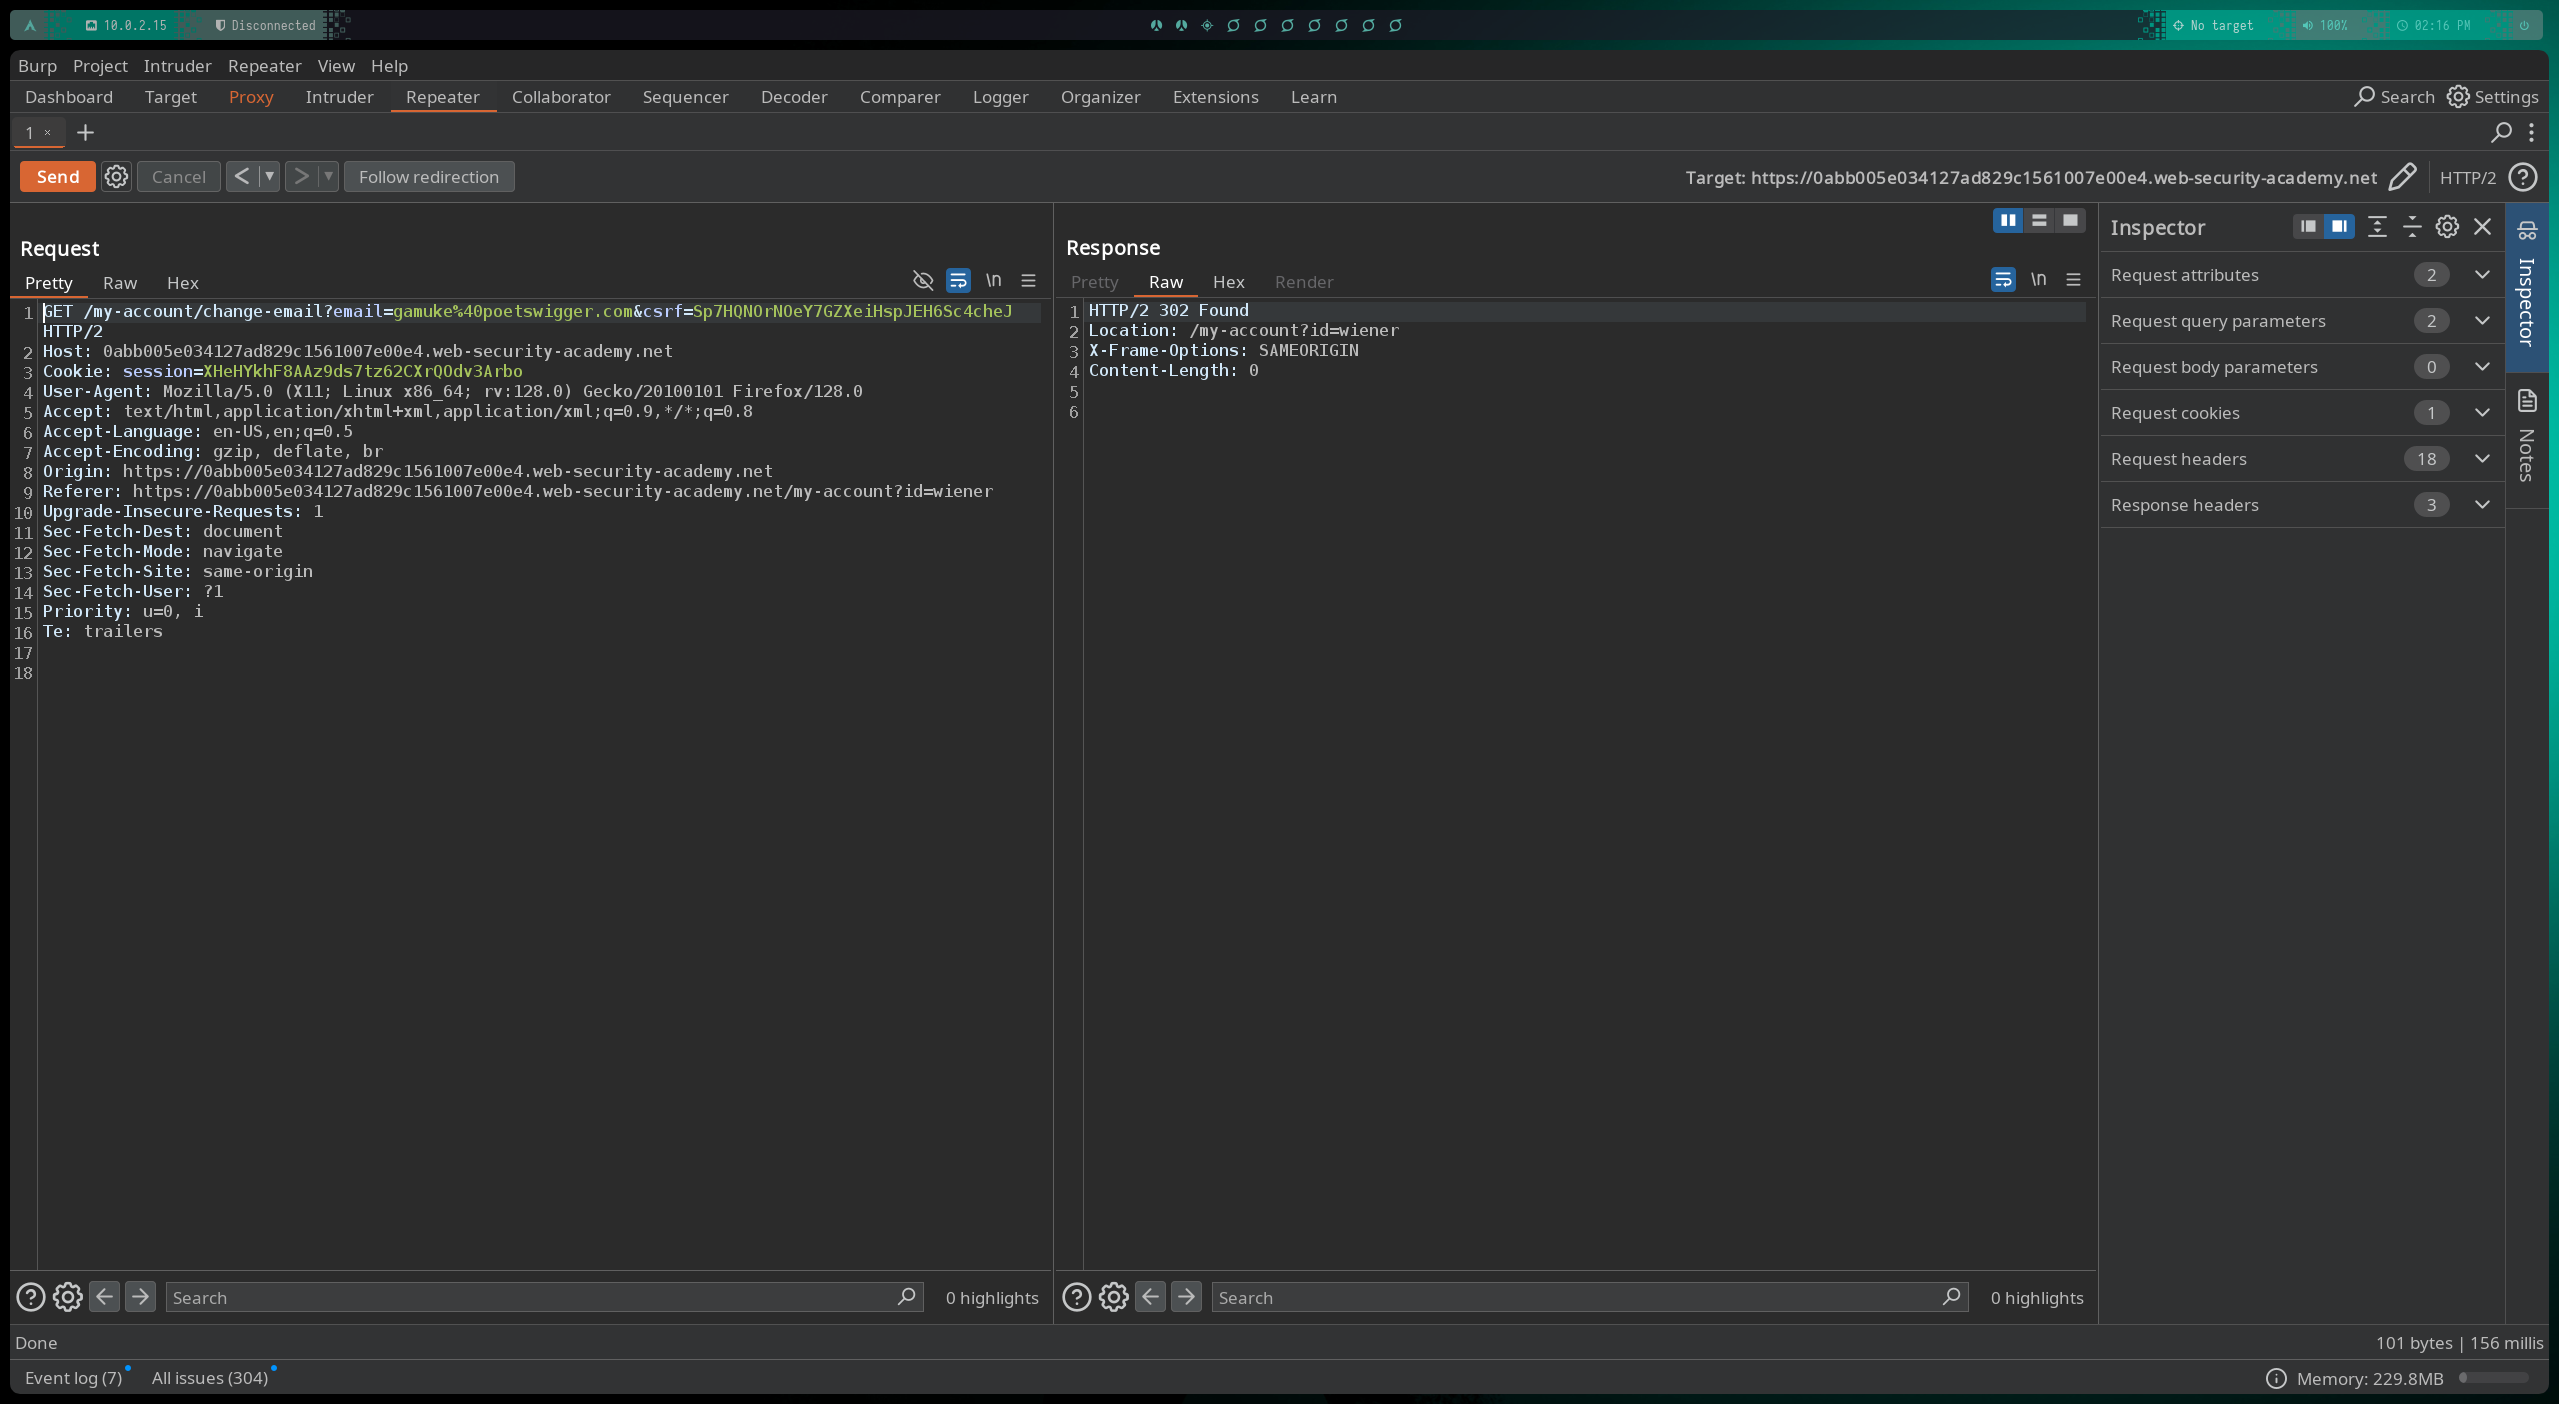 10.0.2.15 Disconnected No target 100% 02:16 PM
Burp Project Intruder Repeater View Help
Dashboard Target Proxy Intruder Repeater Collaborator Sequencer Decoder Comparer Logger Organizer Extensions Learn Search Settings
1 × +
Send Cancel < > Follow redirection Target: https://0abb005e034127ad829c1561007e00e4.web-security-academy.net HTTP/2
Request
Pretty Raw Hex \n
1 GET /my-account/change-email?email=gamuke%40poetswigger.com&csrf=Sp7HQNOrNOeY7GZXeiHspJEH6Sc4cheJ
HTTP/2
2 Host: 0abb005e034127ad829c1561007e00e4.web-security-academy.net
3 Cookie: session=XHeHYkhF8AAz9ds7tz62CXrQOdv3Arbo
4 User-Agent: Mozilla/5.0 (X11; Linux x86_64; rv:128.0) Gecko/20100101 Firefox/128.0
5 Accept: text/html,application/xhtml+xml,application/xml;q=0.9,*/*;q=0.8
6 Accept-Language: en-US,en;q=0.5
7 Accept-Encoding: gzip, deflate, br
8 Origin: https://0abb005e034127ad829c1561007e00e4.web-security-academy.net
9 Referer: https://0abb005e034127ad829c1561007e00e4.web-security-academy.net/my-account?id=wiener
10 Upgrade-Insecure-Requests: 1
11 Sec-Fetch-Dest: document
12 Sec-Fetch-Mode: navigate
13 Sec-Fetch-Site: same-origin
14 Sec-Fetch-User: ?1
15 Priority: u=0, i
16 Te: trailers
17
18
Search 0 highlights
Response
Pretty Raw Hex Render \n
1 HTTP/2 302 Found
2 Location: /my-account?id=wiener
3 X-Frame-Options: SAMEORIGIN
4 Content-Length: 0
5
6
Search 0 highlights
Inspector
Request attributes 2
Request query parameters 2
Request body parameters 0
Request cookies 1
Request headers 18
Response headers 3
Inspector
Notes
Done 101 bytes | 156 millis
Event log (7) All issues (304) Memory: 229.8MB